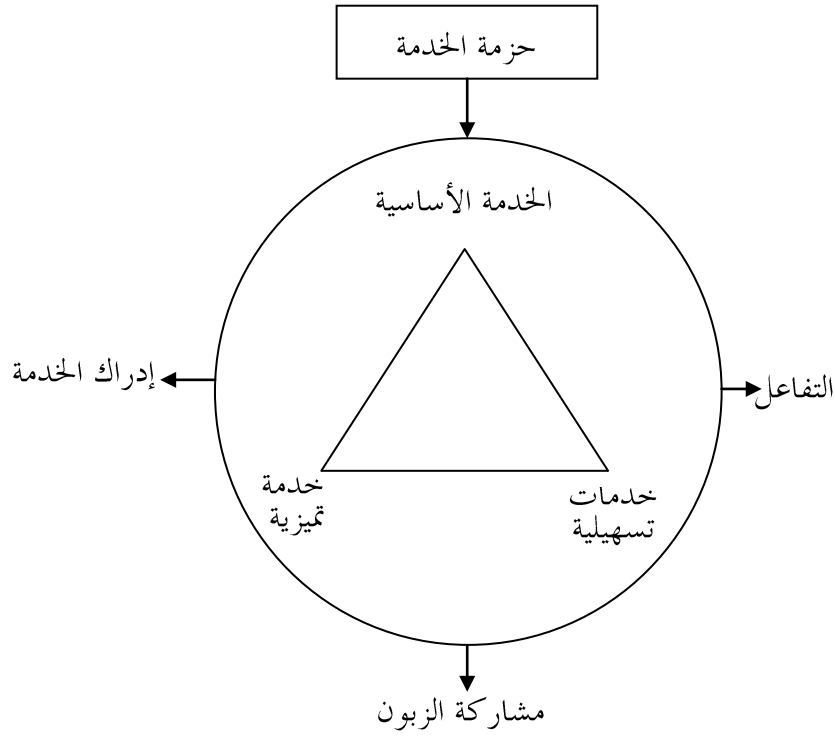 حزمة الخدمة
الخدمة الأساسية
التفاعل
إدراك الخدمة
خدمات
تسهيلية
خدمة
تميزية
مشاركة الزبون